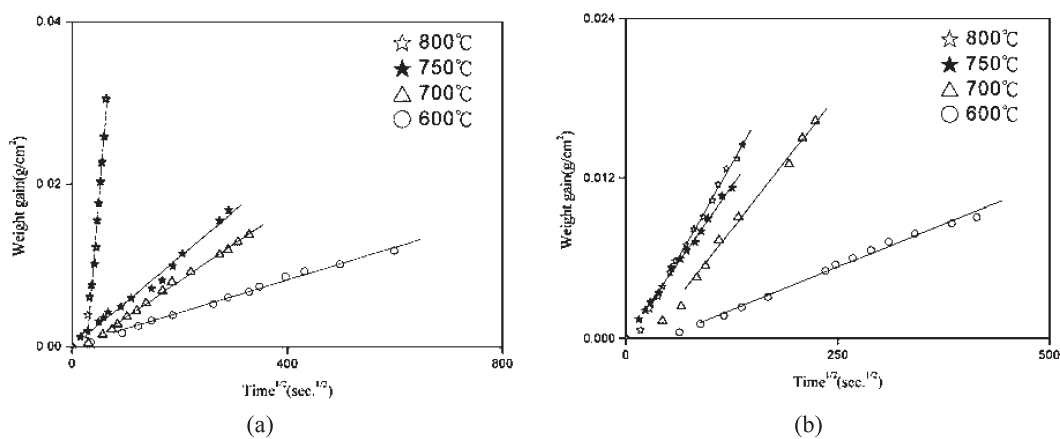 (a)
0.04
0.02
0.00
Weight gain(g/cm²)
☆ 800℃
★ 750℃
△ 700℃
○ 600℃
0
400
800
Time^1/2(sec.^1/2)
(a)
(b)
0.024
0.012
0.000
Weight gain(g/cm²)
☆ 800℃
★ 750℃
△ 700℃
○ 600℃
0
250
500
Time^1/2(sec.^1/2)
(b)